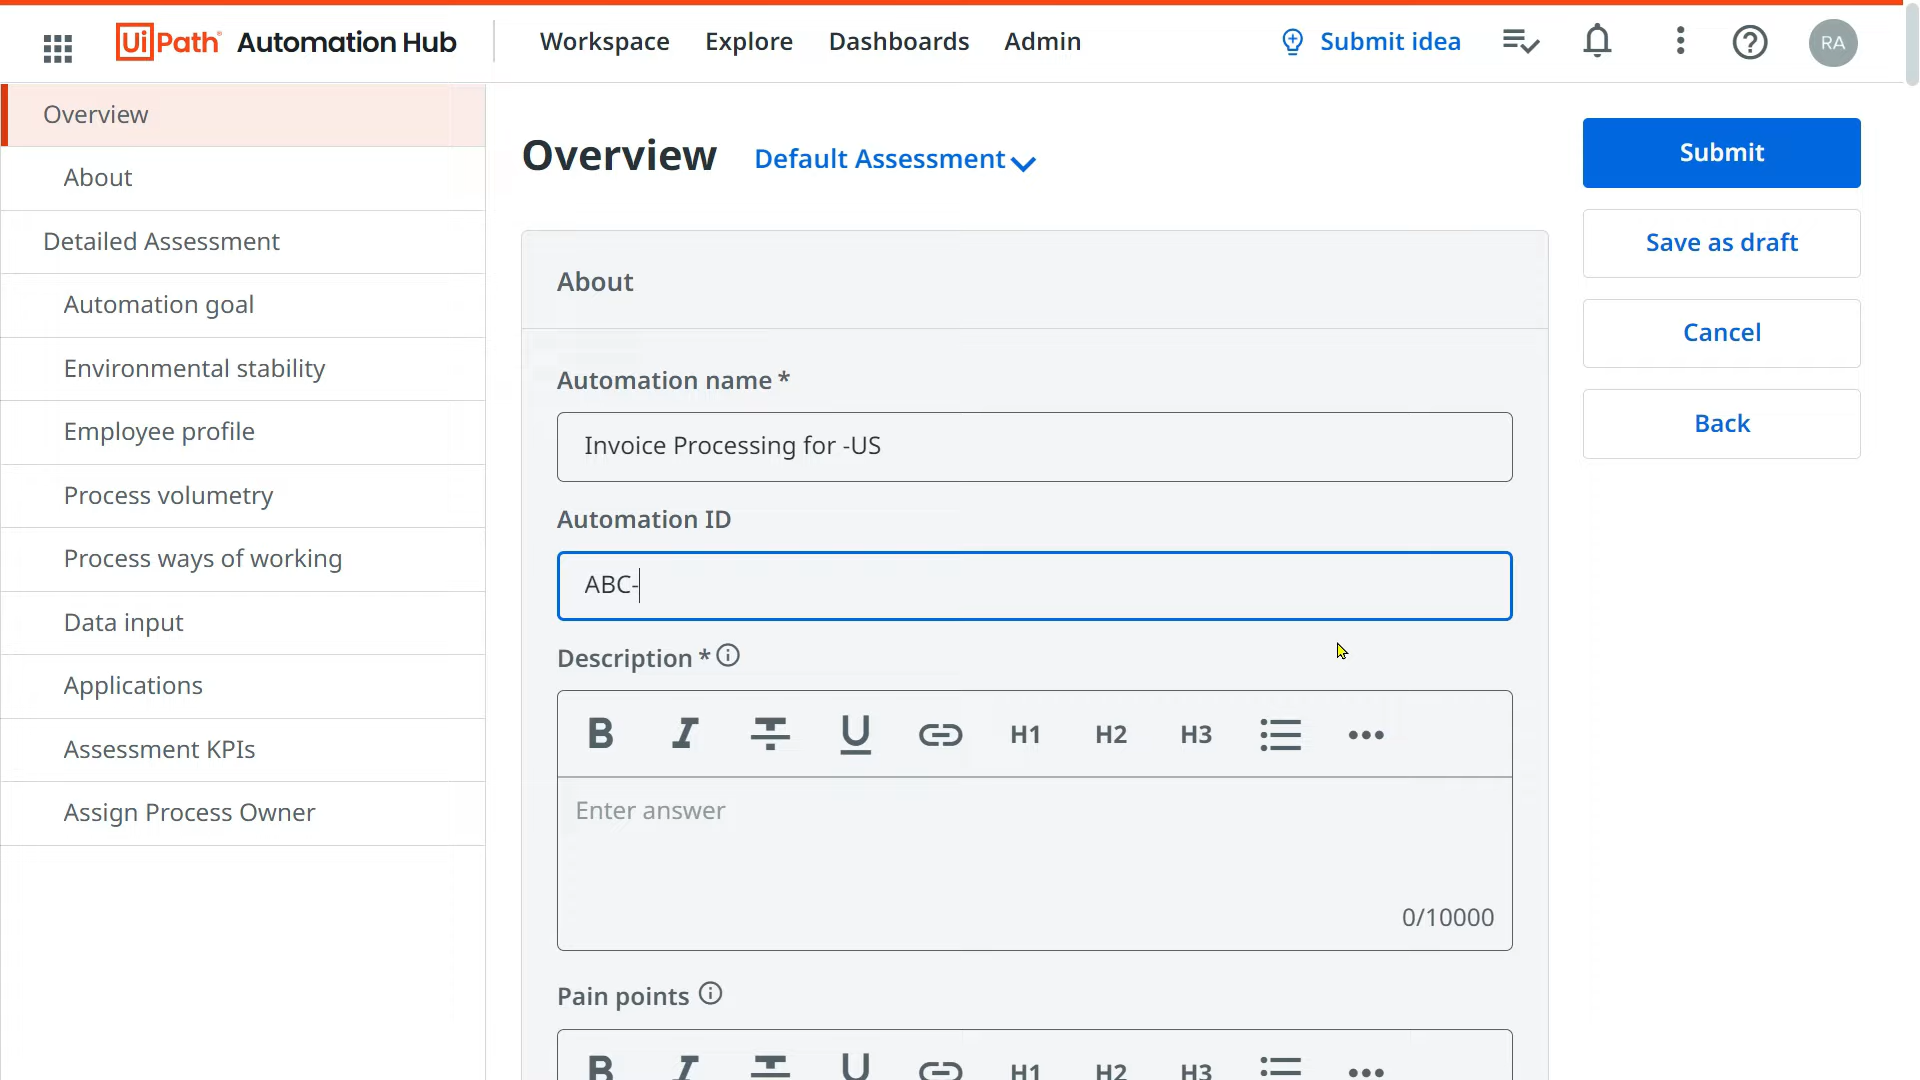 UiPath Automation Hub
Workspace Explore Dashboards Admin
Submit idea
RA
Overview
About
Detailed Assessment
Automation goal
Environmental stability
Employee profile
Process volumetry
Process ways of working
Data input
Applications
Assessment KPIs
Assign Process Owner
Overview Default Assessment
About
Automation name *
Invoice Processing for -US
Automation ID
ABC-
Description *
B I T U H1 H2 H3
Enter answer
0/10000
Pain points
B I T U H1 H2 H3
Submit
Save as draft
Cancel
Back